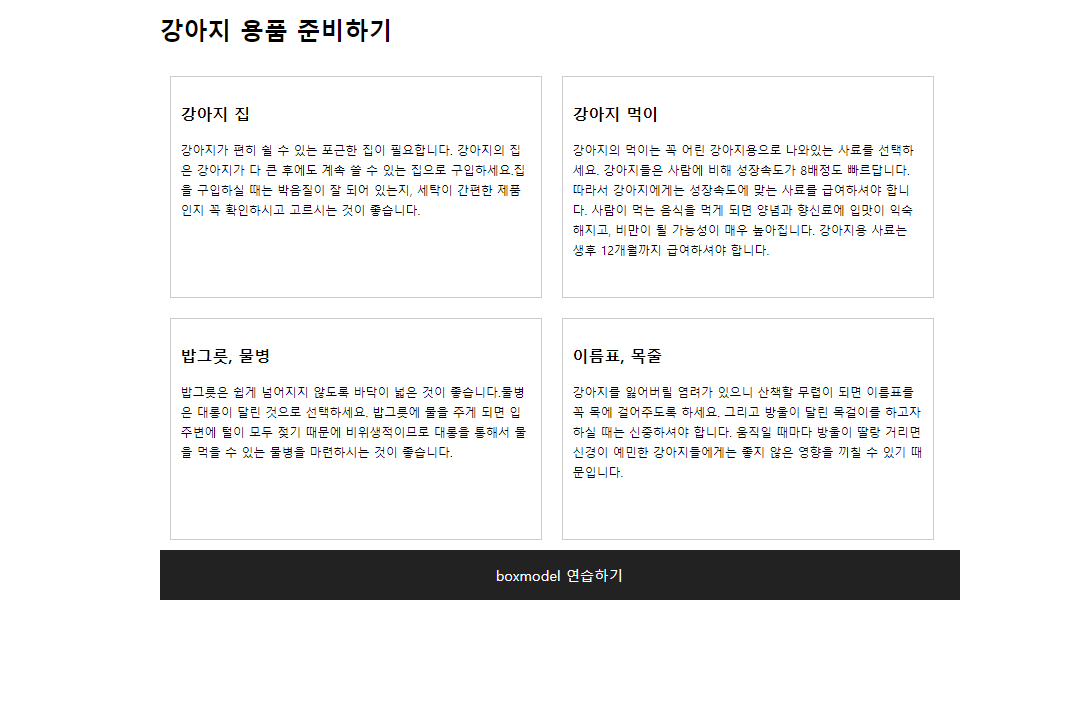 강아지 용품 준비하기
강아지 집
강아지가 편히 쉴 수 있는 포근한 집이 필요합니다. 강아지의 집
은 강아지가 다 큰 후에도 계속 쓸 수 있는 집으로 구입하세요.집
을 구입하실 때는 박음질이 잘 되어 있는지, 세탁이 간편한 제품
인지 꼭 확인하시고 고르시는 것이 좋습니다.
강아지 먹이
강아지의 먹이는 꼭 어린 강아지용으로 나와있는 사료를 선택하
세요. 강아지들은 사람에 비해 성장속도가 8배정도 빠르답니다.
따라서 강아지에게는 성장속도에 맞는 사료를 급여하셔야 합니
다. 사람이 먹는 음식을 먹게 되면 양념과 향신료에 입맛이 익숙
해지고, 비만이 될 가능성이 매우 높아집니다. 강아지용 사료는
생후 12개월까지 급여하셔야 합니다.
밥그릇, 물병
밥그릇은 쉽게 넘어지지 않도록 바닥이 넓은 것이 좋습니다.물병
은 대롱이 달린 것으로 선택하세요. 밥그릇에 물을 주게 되면 입
주변에 털이 모두 젖기 때문에 비위생적이므로 대롱을 통해서 물
을 먹을 수 있는 물병을 마련하시는 것이 좋습니다.
이름표, 목줄
강아지를 잃어버릴 염려가 있으니 산책할 무렵이 되면 이름표를
꼭 목에 걸어주도록 하세요. 그리고 방울이 달린 목걸이를 하고자
하실 때는 신중하셔야 합니다. 움직일 때마다 방울이 딸랑 거리면
신경이 예민한 강아지들에게는 좋지 않은 영향을 끼칠 수 있기 때
문입니다.
boxmodel 연습하기